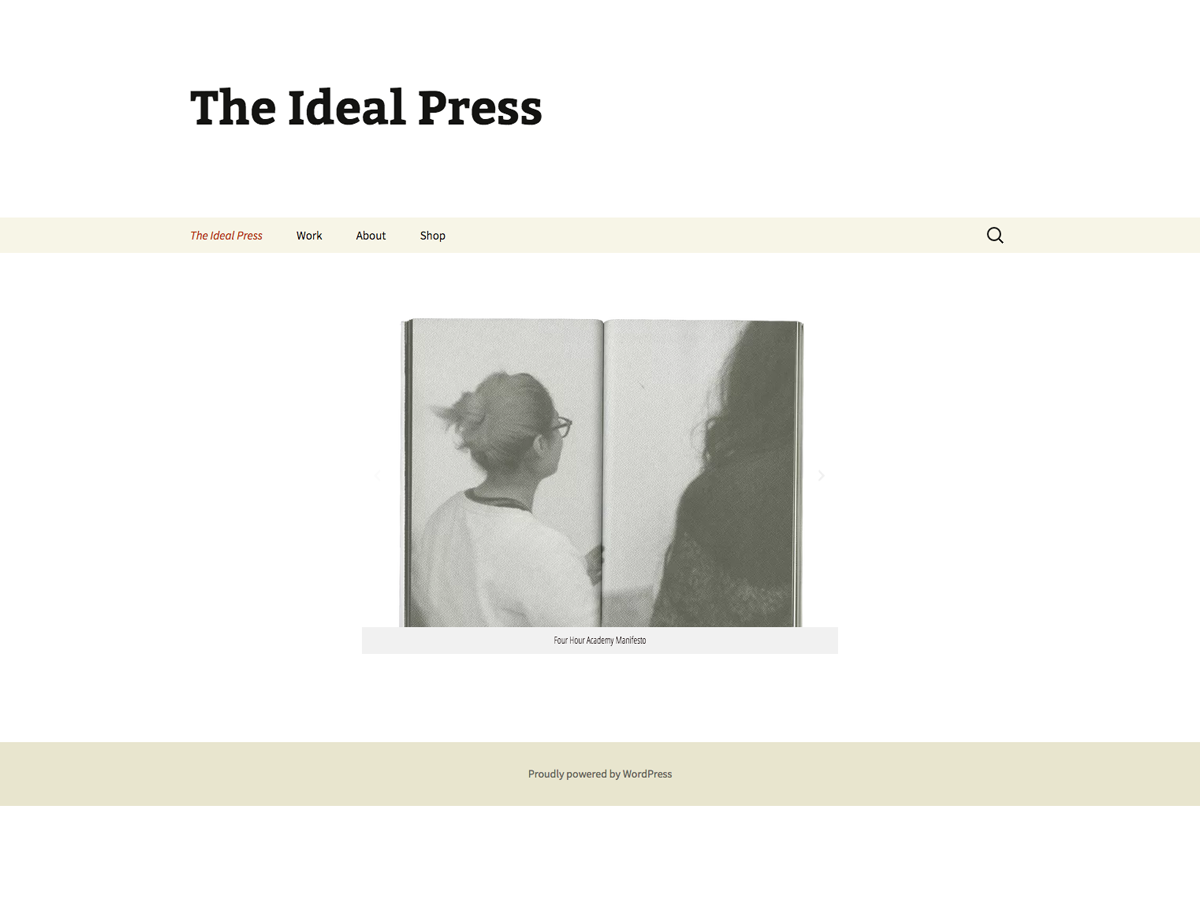 The Ideal Press
The Ideal Press Work About Shop
Four Hour Academy Manifesto
Proudly powered by WordPress